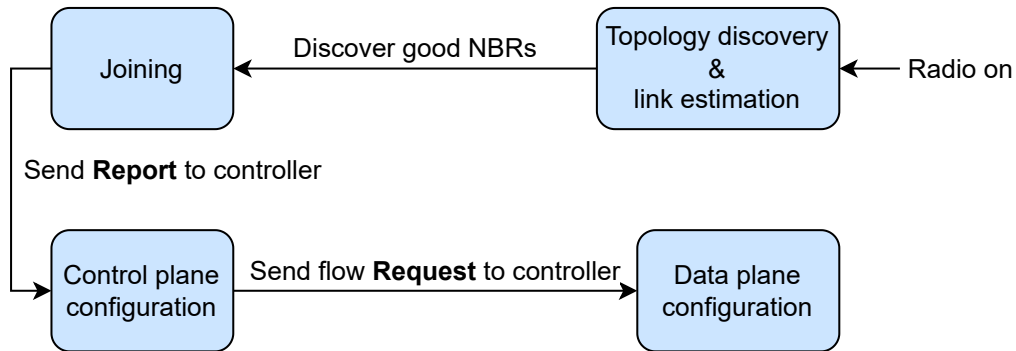 Joining
Discover good NBRs
Topology discovery
&
link estimation
Radio on
Send Report to controller
Control plane
configuration
Send flow Request to controller
Data plane
configuration